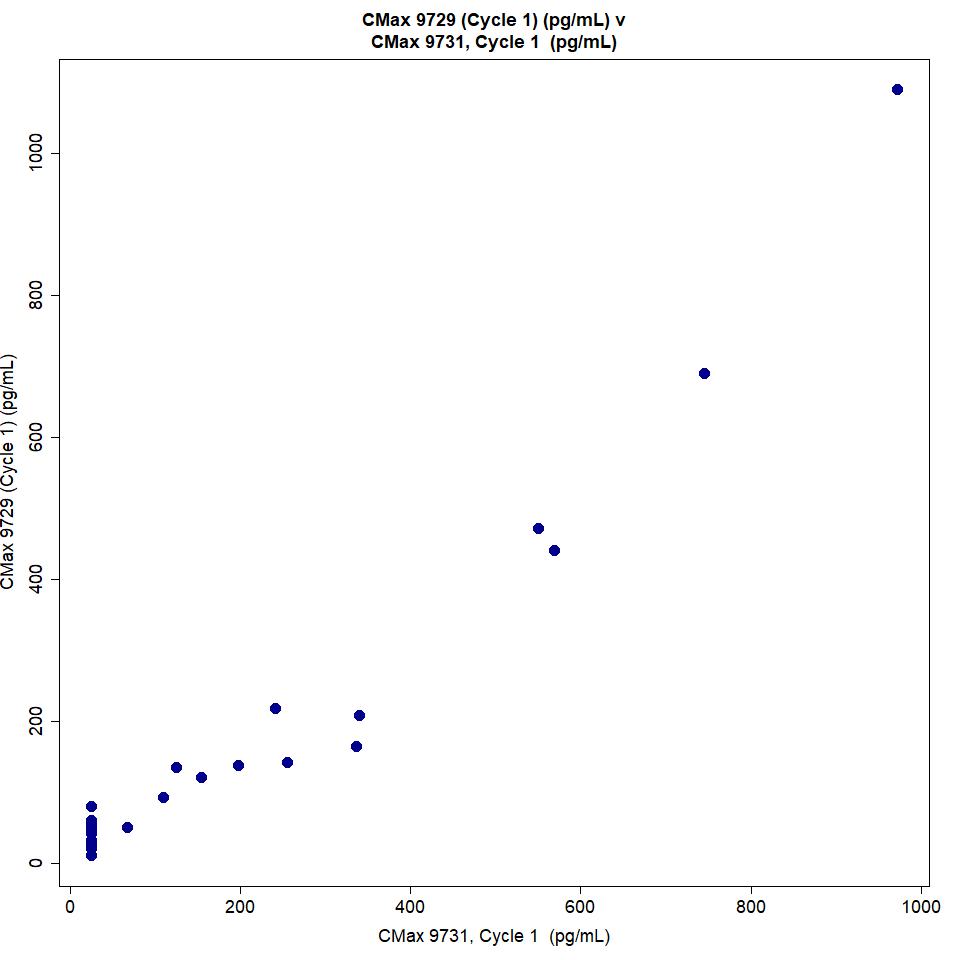 CMax 9729 (Cycle 1) (pg/mL) v
CMax 9731, Cycle 1  (pg/mL)
CMax 9729 (Cycle 1) (pg/mL)
1000
800
600
400
200
0
0 200 400 600 800 1000
CMax 9731, Cycle 1  (pg/mL)